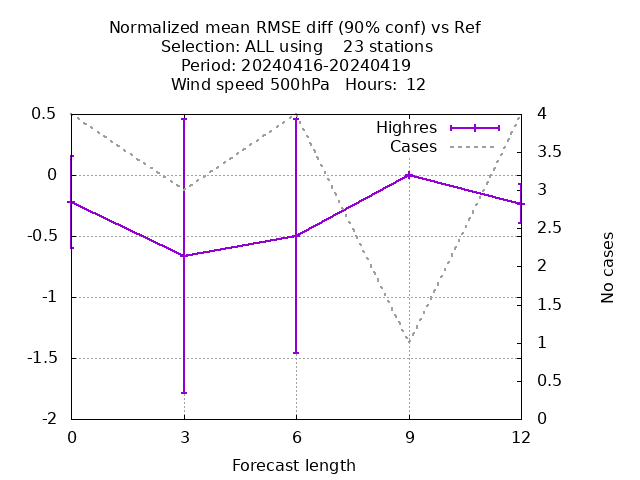 Normalized mean RMSE diff (90% conf) vs Ref
Selection: ALL using    23 stations
Period: 20240416-20240419
Wind speed 500hPa   Hours:  12
Highres
Cases
0.5
0
-0.5
-1
-1.5
-2
4
3.5
3
2.5
2
1.5
1
0.5
0
No cases
0 3 6 9 12
Forecast length